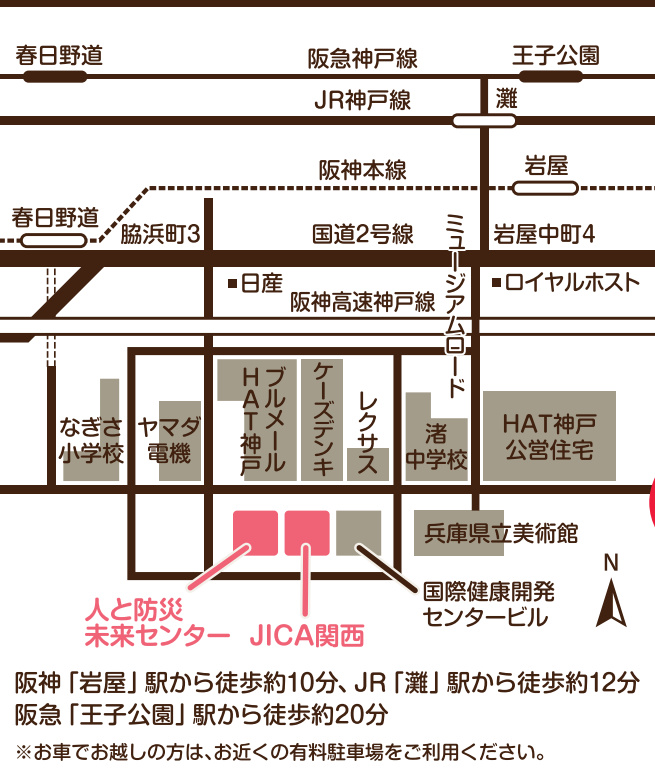 春日野道
阪急神戸線
王子公園
JR神戸線
灘
阪神本線
岩屋
春日野道
脇浜町3
国道2号線
ミュージアムロード
岩屋中町4
■日産
■ロイヤルホスト
阪神高速神戸線
なぎさ
小学校
ヤマダ
電機
ブルメール
HAT神戸
ケーズデンキ
レクサス
渚
中学校
HAT神戸
公営住宅
兵庫県立美術館
人と防災
未来センター
JICA関西
国際健康開発
センタービル
N
阪神「岩屋」駅から徒歩約10分、JR「灘」駅から徒歩約12分
阪急「王子公園」駅から徒歩約20分
※お車でお越しの方は、お近くの有料駐車場をご利用ください。